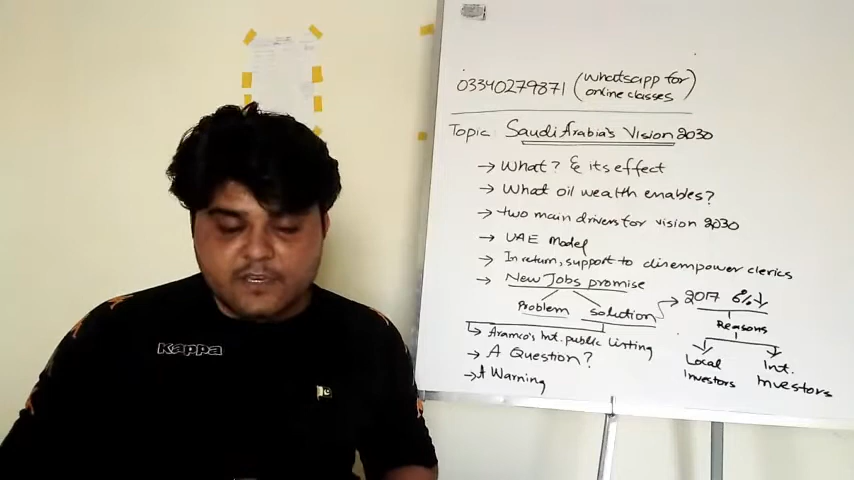 03340279871 (whatsapp for online classes)
Topic: Saudi Arabia's Vision 2030
→ What? & its effect
→ What oil wealth enables?
→ two main drivers for vision 2030
→ UAE Model
→ In return, support to disempower clerics
→ New Jobs promise
Problem solution → 2017 6%↓
Reasons
Local Investors
Int. Investors
→ Aramco's Int. public Listing
→ A Question?
→ A Warning
Kappa